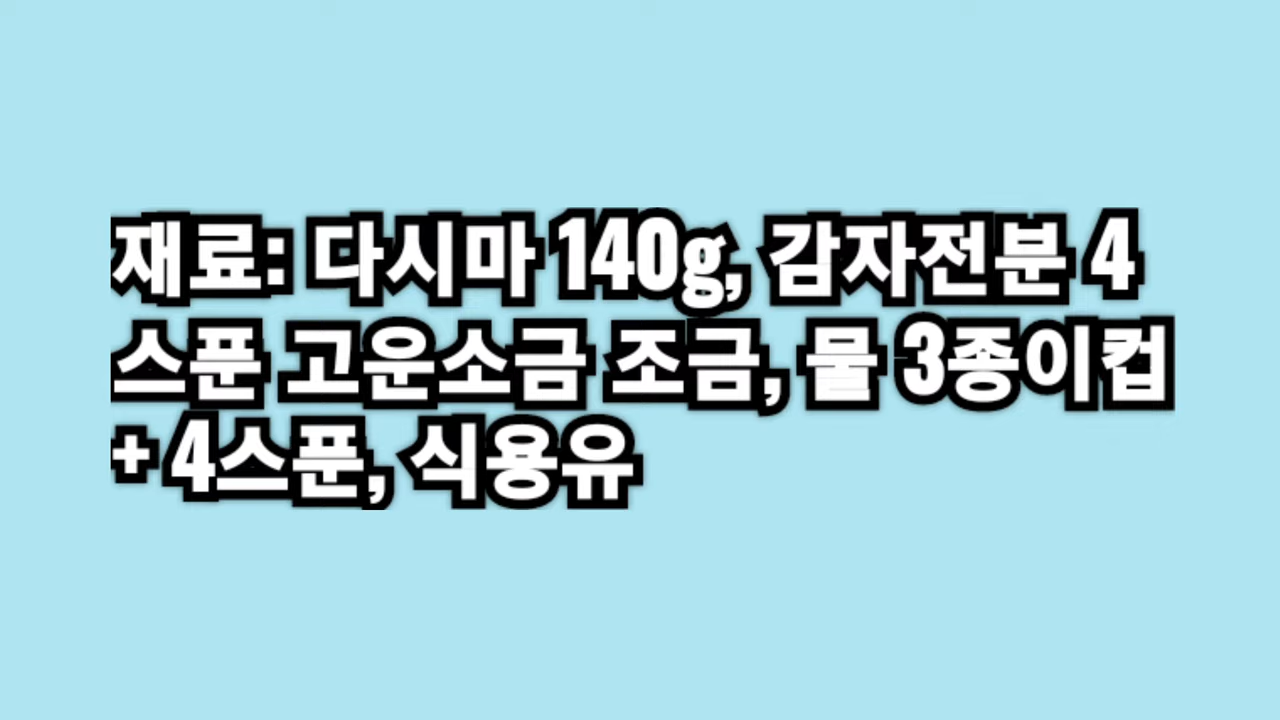 재료: 다시마 140g, 감자전분 4
스푼 고운소금 조금, 물 3종이컵
+ 4스푼, 식용유